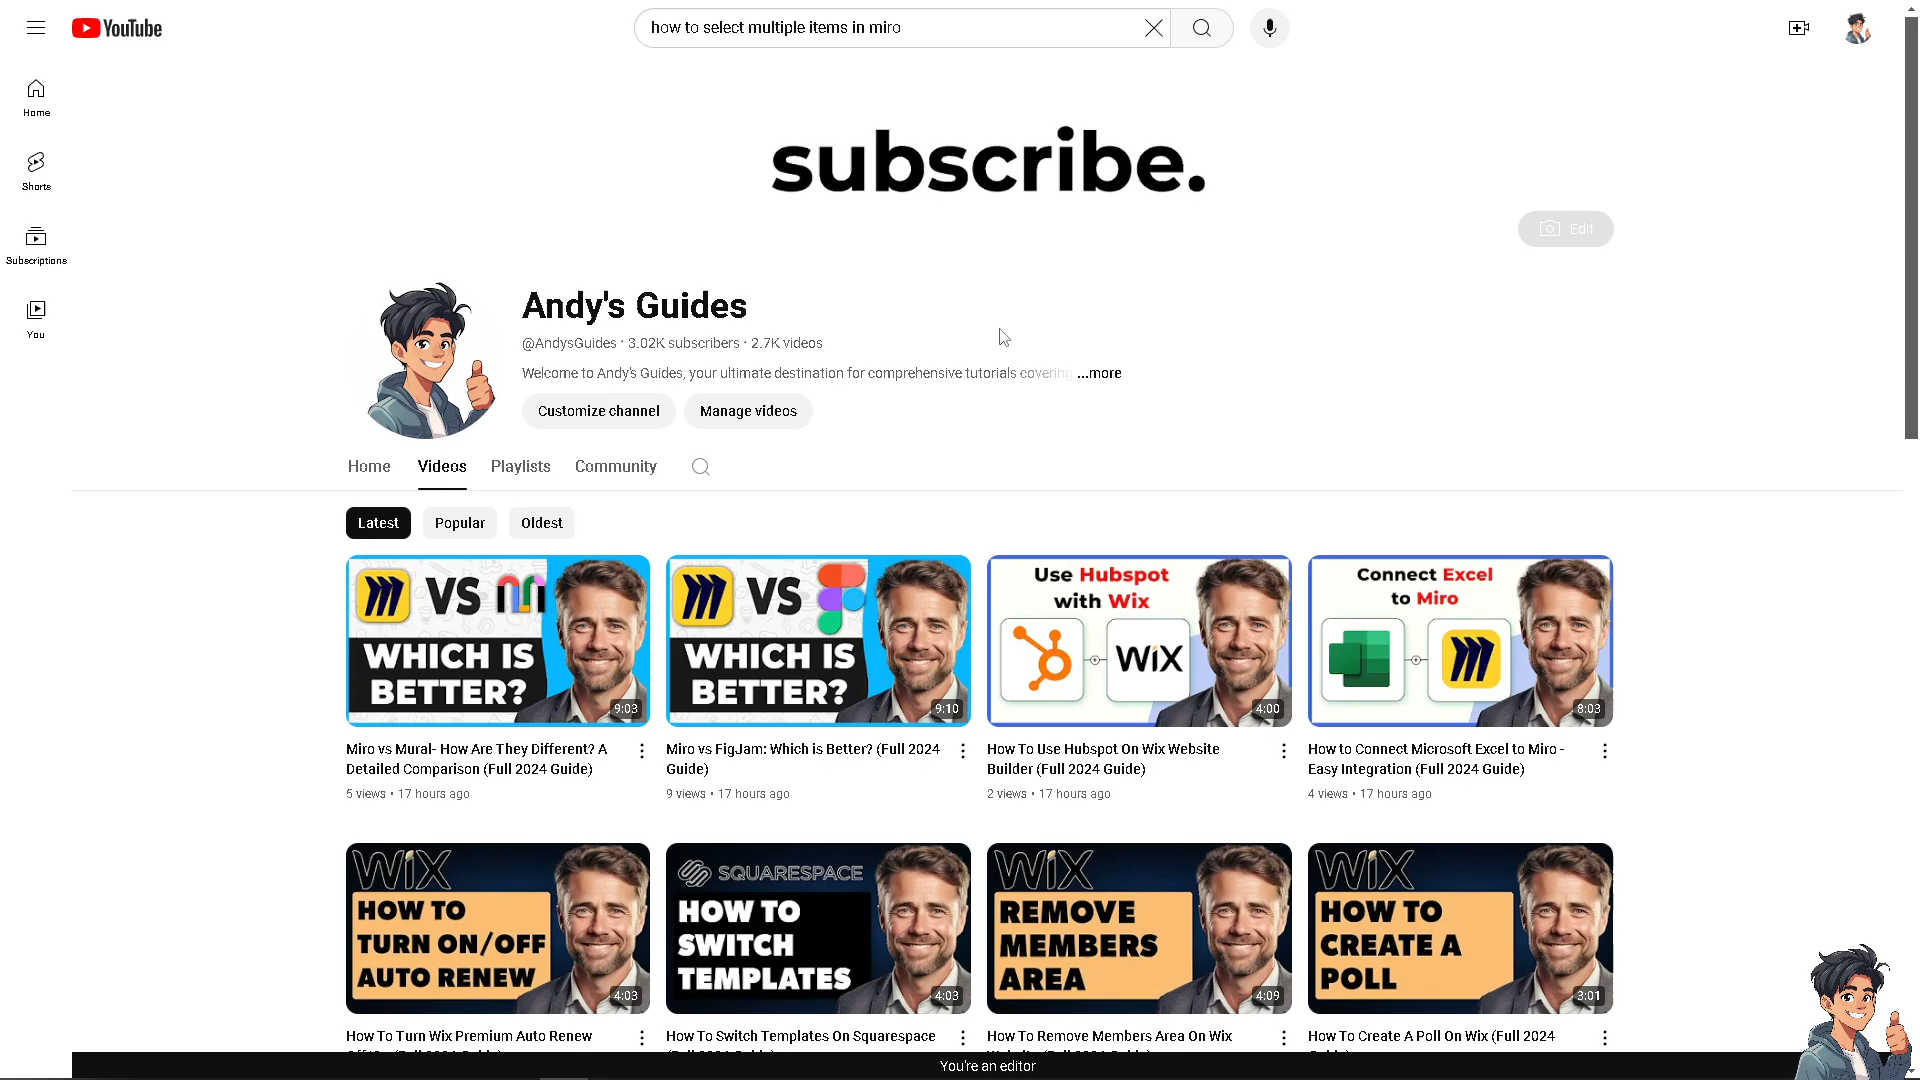 YouTube
how to select multiple items in miro
Home
Shorts
Subscriptions
You
subscribe.
Edit
Andy's Guides
@AndysGuides · 3.02K subscribers · 2.7K videos
Welcome to Andy's Guides, your ultimate destination for comprehensive tutorials covering ...more
Customize channel
Manage videos
Home
Videos
Playlists
Community
Latest
Popular
Oldest
VS
WHICH IS
BETTER?
9:03
VS
WHICH IS
BETTER?
9:10
Use Hubspot
with Wix
WiX
4:00
Connect Excel
to Miro
8:03
Miro vs Mural- How Are They Different? A
Detailed Comparison (Full 2024 Guide)
5 views • 17 hours ago
Miro vs FigJam: Which is Better? (Full 2024
Guide)
9 views • 17 hours ago
How To Use Hubspot On Wix Website
Builder (Full 2024 Guide)
2 views • 17 hours ago
How to Connect Microsoft Excel to Miro -
Easy Integration (Full 2024 Guide)
4 views • 17 hours ago
WiX
HOW TO
TURN ON/OFF
AUTO RENEW
4:03
SQUARESPACE
HOW TO
SWITCH
TEMPLATES
4:03
WiX
REMOVE
MEMBERS
AREA
4:09
WiX
HOW TO
CREATE A
POLL
3:01
How To Turn Wix Premium Auto Renew
How To Switch Templates On Squarespace
How To Remove Members Area On Wix
How To Create A Poll On Wix (Full 2024
You're an editor